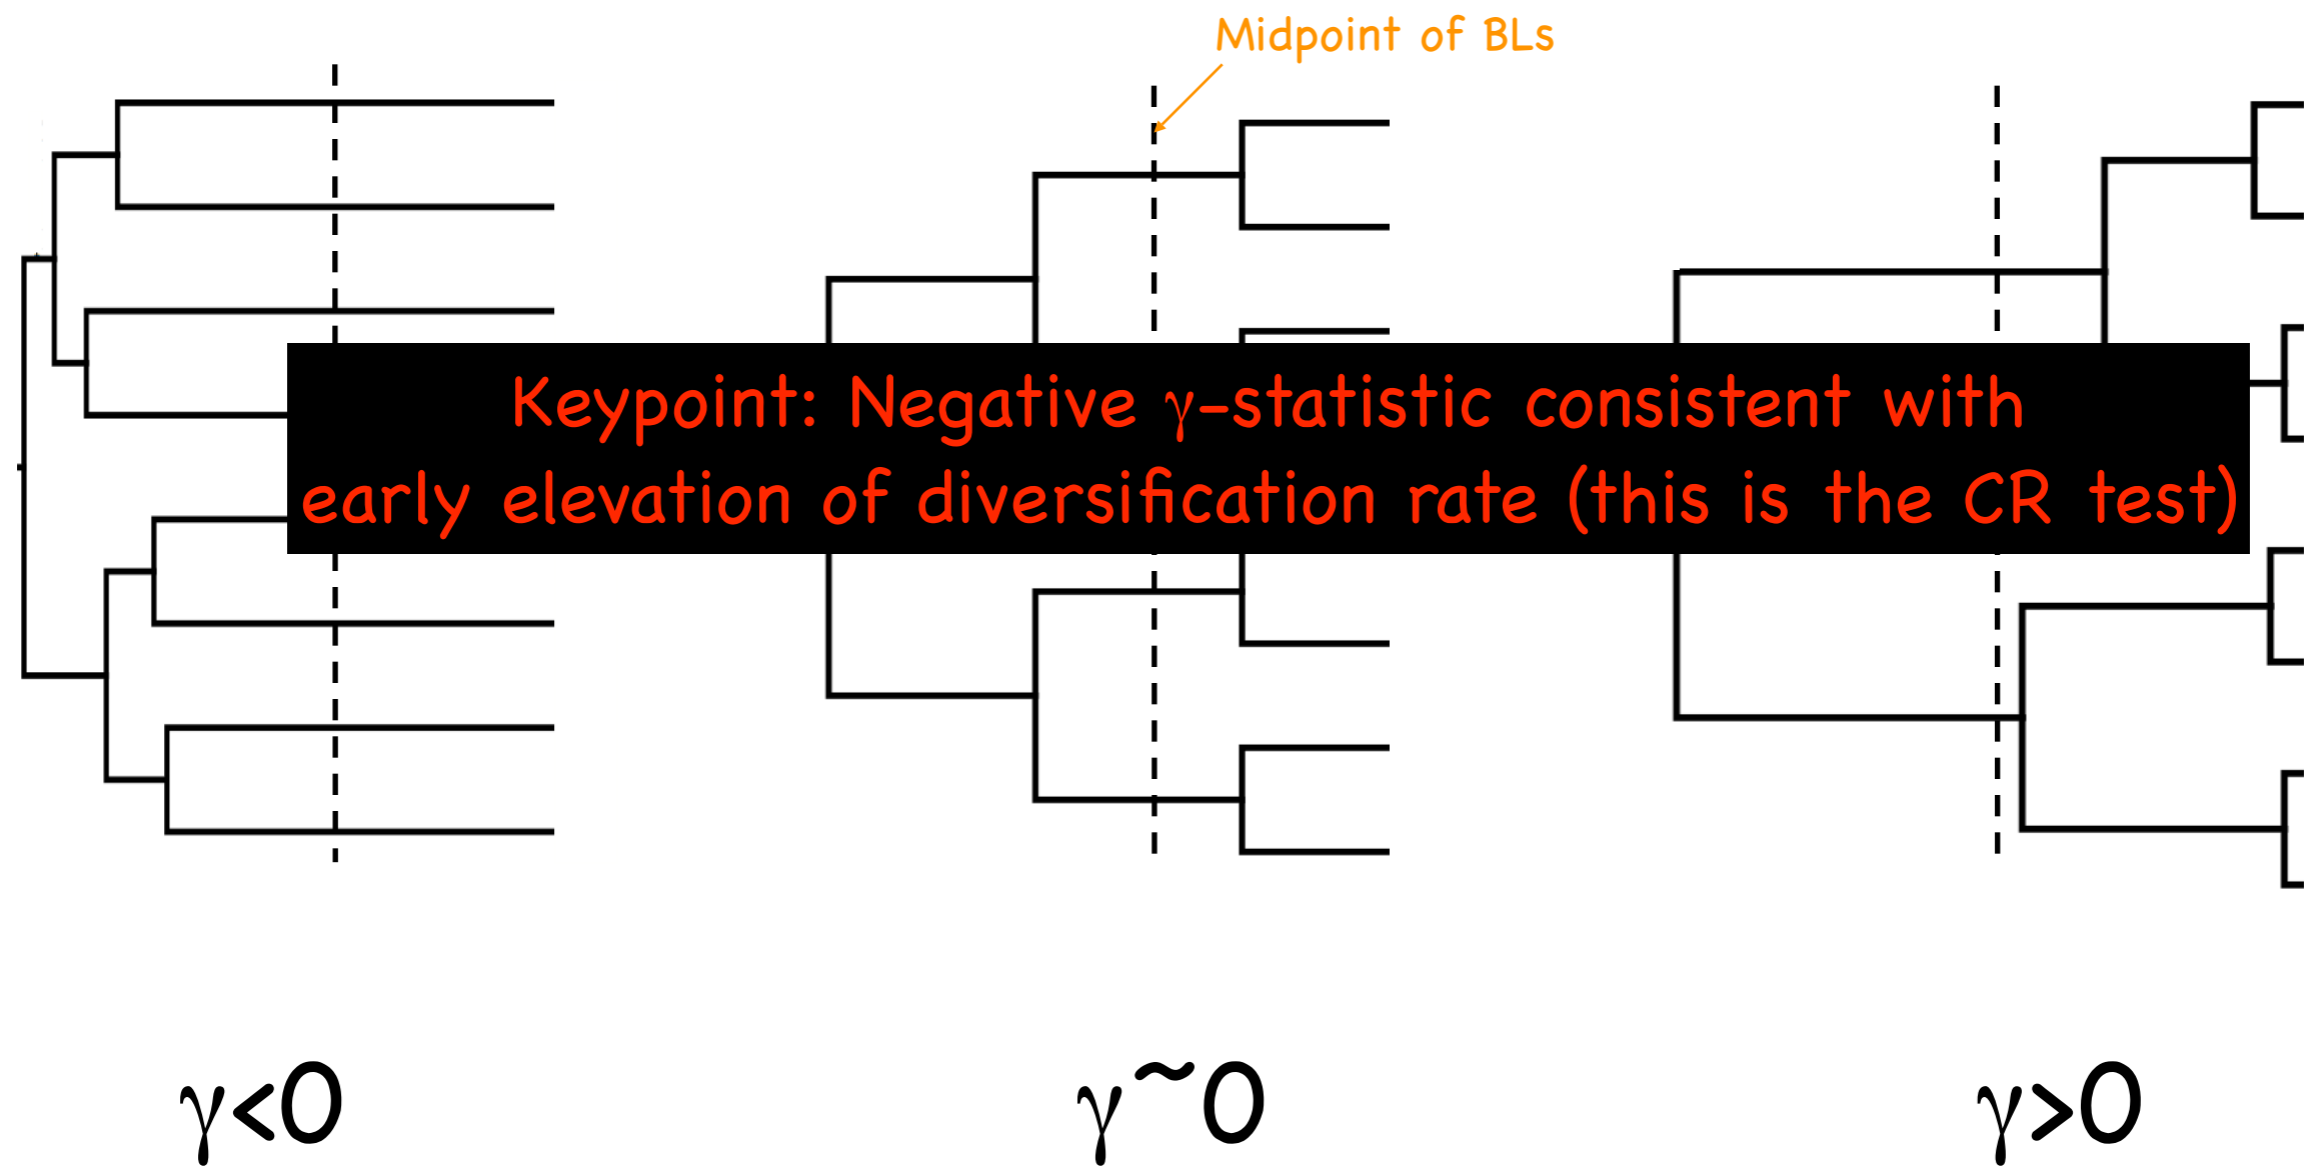 Midpoint of BLs
Keypoint: Negative γ-statistic consistent with
early elevation of diversification rate (this is the CR test)
γ<0
γ~0
γ>0